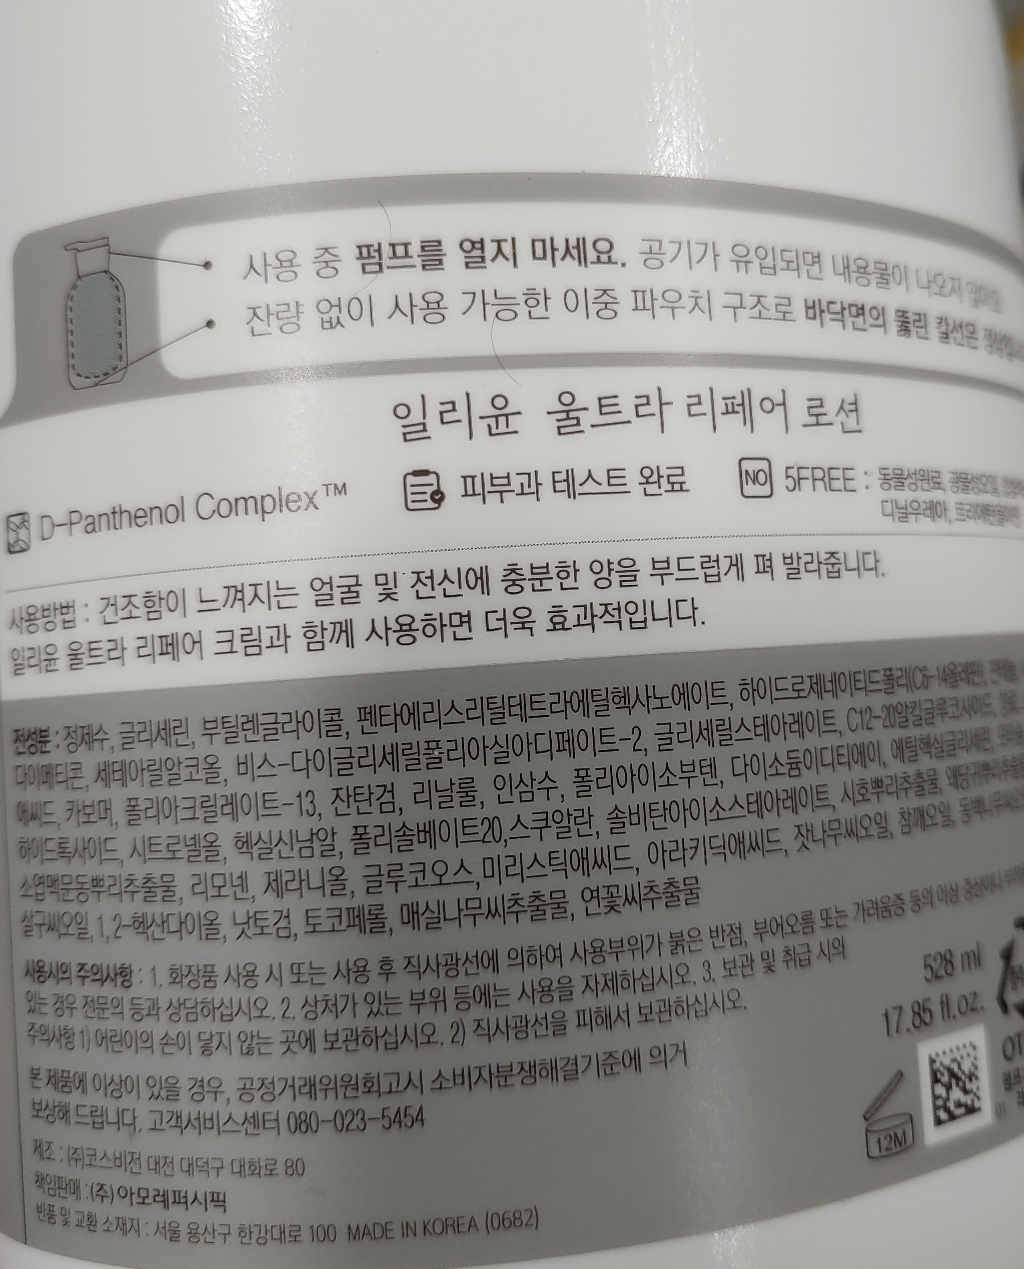 사용 중 펌프를 열지 마세요. 공기가 유입되면 내용물이 나오지 않아요
잔량 없이 사용 가능한 이중 파우치 구조로 바닥면의 뚫린 칼선은
일리윤 울트라 리페어 로션
D-Panthenol Complex™ 피부과 테스트 완료 NO 5FREE : 동물성원료, 광물성오일,
디닐우레아,
사용방법 : 건조함이 느껴지는 얼굴 및 전신에 충분한 양을 부드럽게 펴 발라줍니다.
일리윤 울트라 리페어 크림과 함께 사용하면 더욱 효과적입니다.
전성분 : 정제수, 글리세린, 부틸렌글라이콜, 펜타에리스리틸테트라에틸헥사노에이트, 하이드로제네이티드폴리(C6-14올레핀),
다이메티콘, 세테아릴알코올, 비스-다이글리세릴폴리아실아디페이트-2, 글리세릴스테아레이트, C12-20알킬글루코사이드,
애씨드, 카보머, 폴리아크릴레이트-13, 잔탄검, 리날룰, 인삼수, 폴리아이소부텐, 다이소듐이디티에이, 에틸헥실글리세린,
하이드록사이드, 시트로넬올, 헥실신남알, 폴리솔베이트20,스쿠알란, 솔비탄아이소스테아레이트, 시호뿌리추출물,
소엽맥문동뿌리추출물, 리모넨, 제라니올, 글루코오스,미리스틱애씨드, 아라키딕애씨드, 잣나무씨오일, 참깨오일,
살구씨오일, 1,2-헥산다이올, 낫토검, 토코페롤, 매실나무씨추출물, 연꽃씨추출물
사용시의 주의사항 : 1. 화장품 사용 시 또는 사용 후 직사광선에 의하여 사용부위가 붉은 반점, 부어오름 또는 가려움증 등의 이상 증상이나
있는 경우 전문의 등과 상담하십시오. 2. 상처가 있는 부위 등에는 사용을 자제하십시오. 3. 보관 및 취급 시의
주의사항 1) 어린이의 손이 닿지 않는 곳에 보관하십시오. 2) 직사광선을 피해서 보관하십시오.
528 ml
17.85 fl.oz.
본 제품에 이상이 있을 경우, 공정거래위원회고시 소비자분쟁해결기준에 의거
보상해 드립니다. 고객서비스센터 080-023-5454
12M
제조 : (주)코스비전 대전 대덕구 대화로 80
책임판매 : (주)아모레퍼시픽
반품 및 교환 소재지 : 서울 용산구 한강대로 100 MADE IN KOREA (0682)